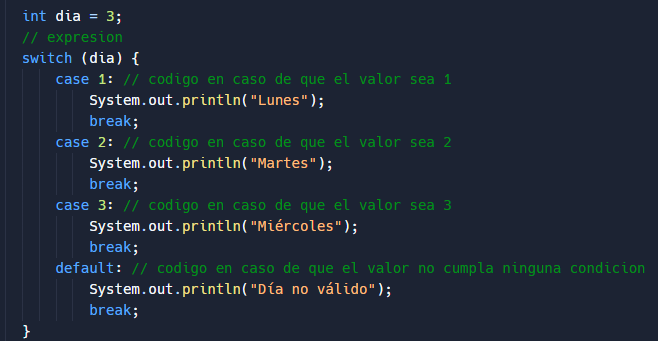 int dia = 3;
// expresion
switch (dia) {
    case 1: // codigo en caso de que el valor sea 1
        System.out.println("Lunes");
        break;
    case 2: // codigo en caso de que el valor sea 2
        System.out.println("Martes");
        break;
    case 3: // codigo en caso de que el valor sea 3
        System.out.println("Miércoles");
        break;
    default: // codigo en caso de que el valor no cumpla ninguna condicion
        System.out.println("Día no válido");
        break;
}